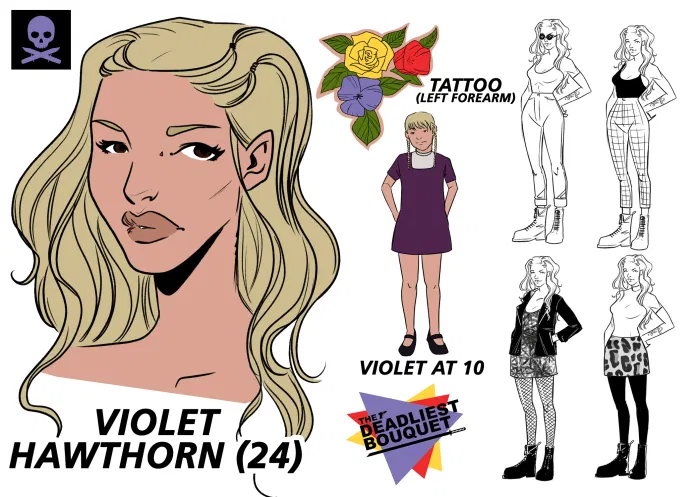 TATTOO
(LEFT FOREARM)
VIOLET AT 10
THE
DEADLIEST
BOUQUET
VIOLET
HAWTHORN (24)